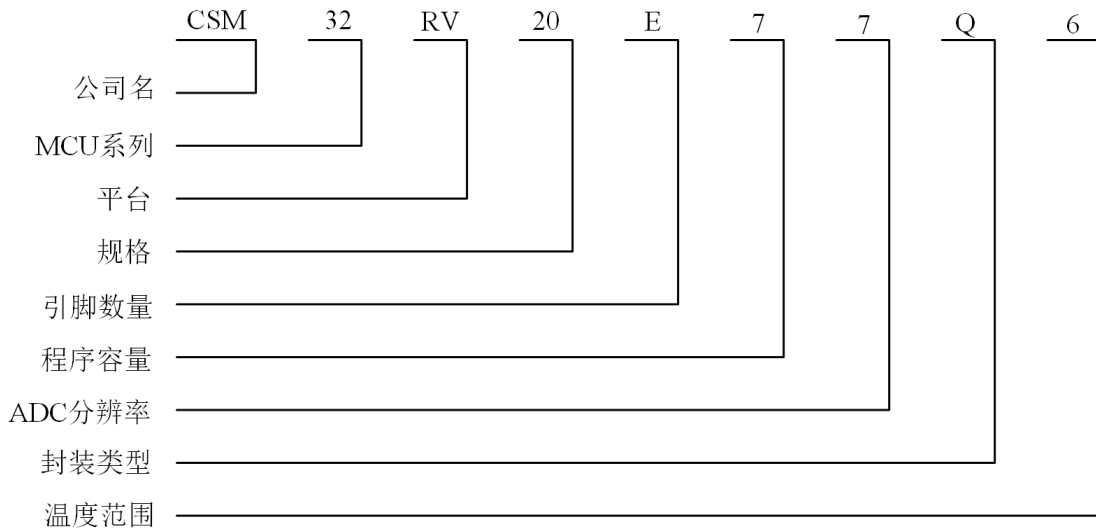 CSM 32 RV 20 E 7 7 Q 6
公司名
MCU系列
平台
规格
引脚数量
程序容量
ADC分辨率
封装类型
温度范围